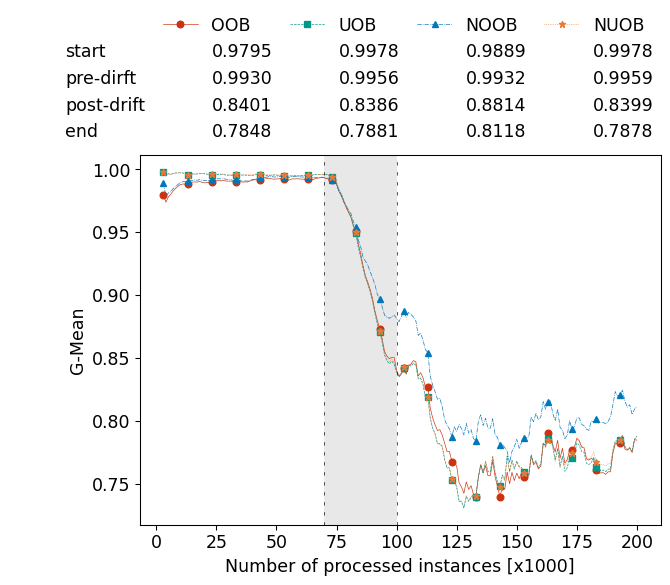 OOB UOB NOOB NUOB
start 0.9795 0.9978 0.9889 0.9978
pre-dirft 0.9930 0.9956 0.9932 0.9959
post-drift 0.8401 0.8386 0.8814 0.8399
end 0.7848 0.7881 0.8118 0.7878
1.00
0.95
0.90
0.85
0.80
0.75
G-Mean
0 25 50 75 100 125 150 175 200
Number of processed instances [x1000]